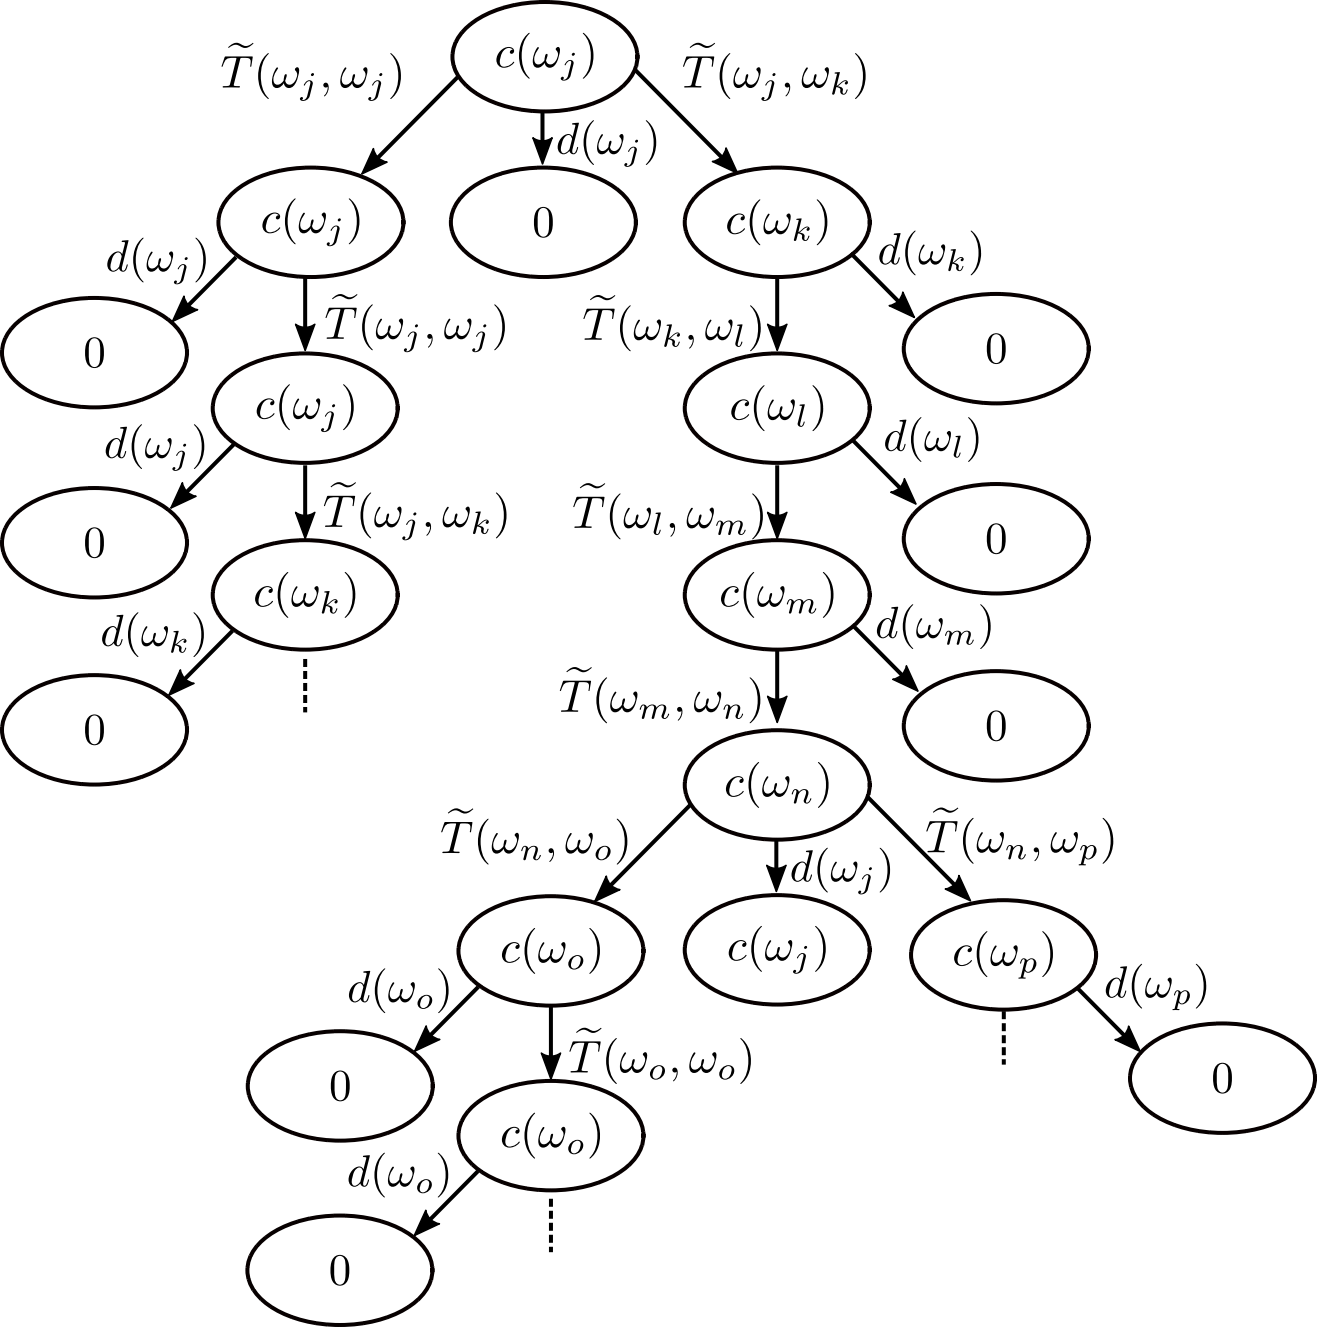 c(ω_j)
T̃(ω_j, ω_j) T̃(ω_j, ω_k)
d(ω_j)
c(ω_j) 0 c(ω_k)
d(ω_j) d(ω_k)
T̃(ω_j, ω_j) T̃(ω_k, ω_l)
0 0
c(ω_j) c(ω_l)
d(ω_j) d(ω_l)
T̃(ω_j, ω_k) T̃(ω_l, ω_m)
0 0
c(ω_k) c(ω_m)
d(ω_k) d(ω_m)
T̃(ω_m, ω_n)
0 0
c(ω_n)
T̃(ω_n, ω_o) T̃(ω_n, ω_p)
d(ω_j)
c(ω_o) c(ω_j) c(ω_p)
d(ω_o) d(ω_p)
T̃(ω_o, ω_o)
0 0
c(ω_o)
d(ω_o)
0